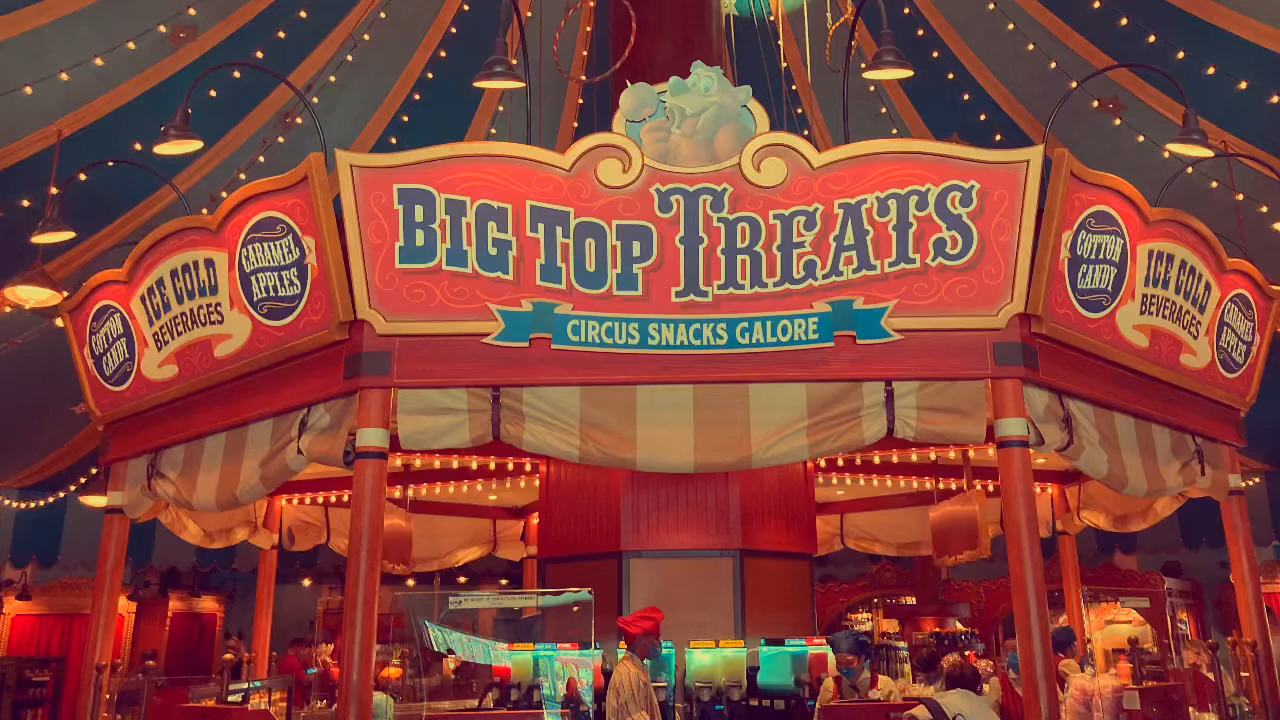 BIG TOP TREATS
CIRCUS SNACKS GALORE
COTTON
CANDY
ICE COLD
BEVERAGES
CARAMEL
APPLES
COTTON
CANDY
ICE COLD
BEVERAGES
CARAMEL
APPLES